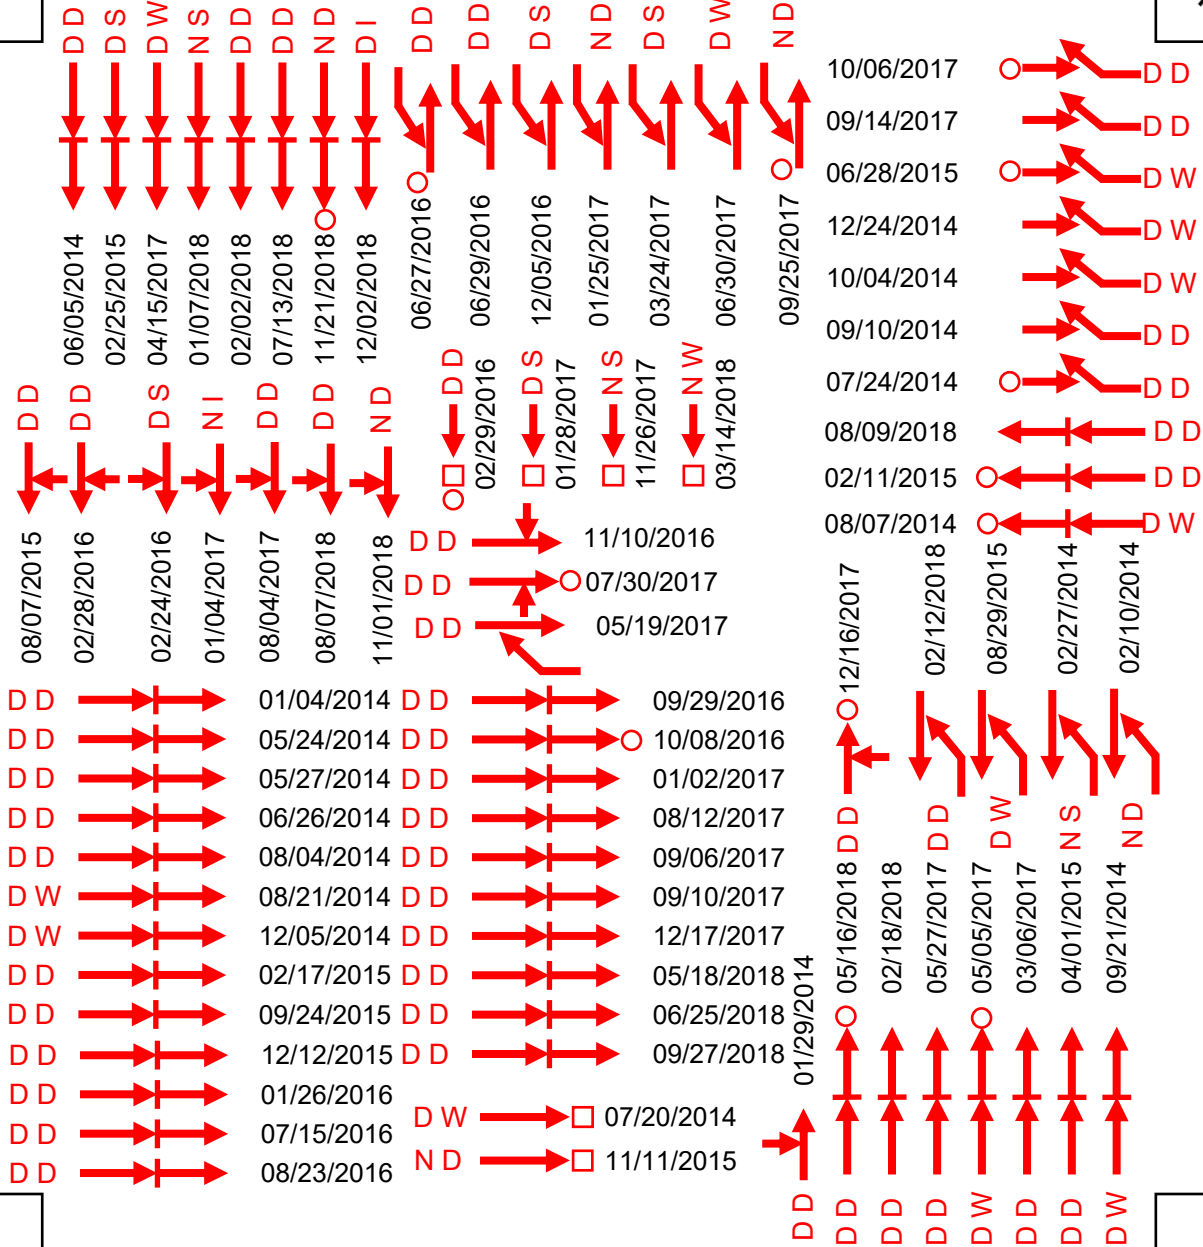 D D
D S
D W
N S
D D
D D
N D
D I
06/05/2014
02/25/2015
04/15/2017
01/07/2018
02/02/2018
07/13/2018
11/21/2018
12/02/2018
D D
D D
D S
N D
D S
D W
N D
06/27/2016
06/29/2016
12/05/2016
01/25/2017
03/24/2017
06/30/2017
09/25/2017
10/06/2017 D D
09/14/2017 D D
06/28/2015 D W
12/24/2014 D W
10/04/2014 D W
09/10/2014 D D
07/24/2014 D D
08/09/2018 D D
02/11/2015 D D
08/07/2014 D W
D D
D D
D S
N I
D D
D D
N D
08/07/2015
02/28/2016
02/24/2016
01/04/2017
08/04/2017
08/07/2018
11/01/2018
D D
02/29/2016
D S
01/28/2017
N S
11/26/2017
N W
03/14/2018
D D 11/10/2016
D D 07/30/2017
D D 05/19/2017
12/16/2017
02/12/2018
08/29/2015
02/27/2014
02/10/2014
D D
D D
D W
N S
N D
D D 01/04/2014
D D 05/24/2014
D D 05/27/2014
D D 06/26/2014
D D 08/04/2014
D W 08/21/2014
D W 12/05/2014
D D 02/17/2015
D D 09/24/2015
D D 12/12/2015
D D 01/26/2016
D D 07/15/2016
D D 08/23/2016
D D 09/29/2016
D D 10/08/2016
D D 01/02/2017
D D 08/12/2017
D D 09/06/2017
D D 09/10/2017
D D 12/17/2017
D D 05/18/2018
D D 06/25/2018
D D 09/27/2018
D W 07/20/2014
N D 11/11/2015
01/29/2014
05/16/2018
02/18/2018
05/27/2017
05/05/2017
03/06/2017
04/01/2015
09/21/2014
D D
D D
D D
D D
D W
D D
D D
D W